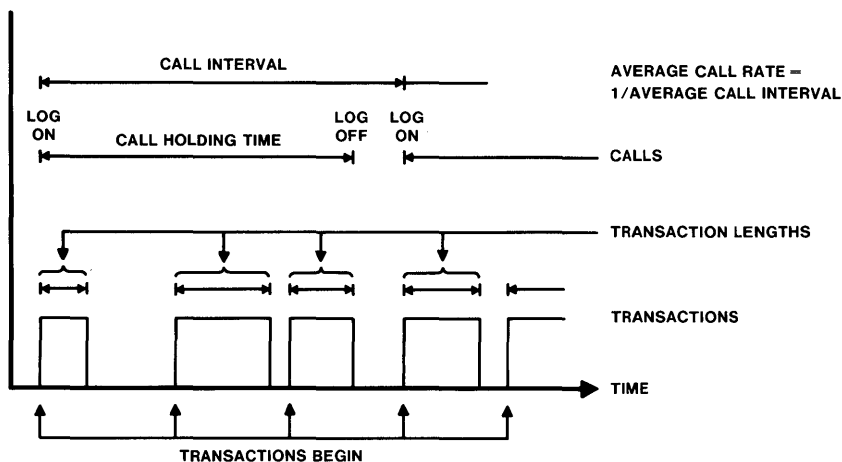 CALL INTERVAL
AVERAGE CALL RATE =
1/AVERAGE CALL INTERVAL
LOG
ON
CALL HOLDING TIME
LOG
OFF
LOG
ON
CALLS
TRANSACTION LENGTHS
TRANSACTIONS
TIME
TRANSACTIONS BEGIN